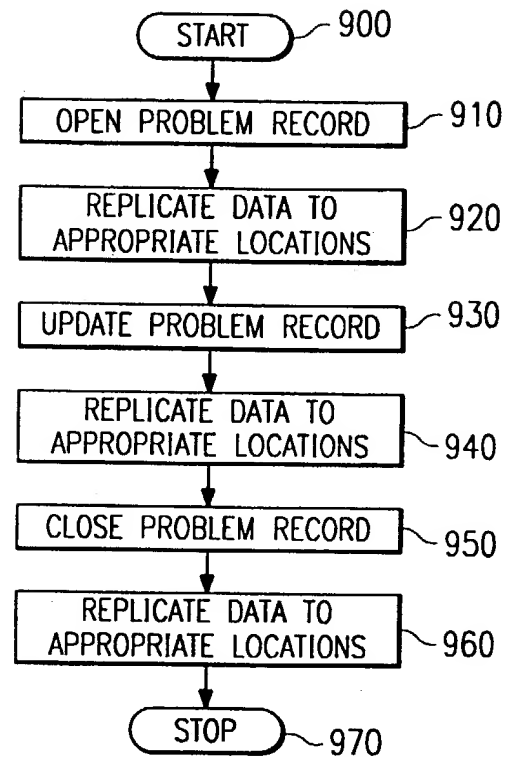 START 900
OPEN PROBLEM RECORD 910
REPLICATE DATA TO
APPROPRIATE LOCATIONS 920
UPDATE PROBLEM RECORD 930
REPLICATE DATA TO
APPROPRIATE LOCATIONS 940
CLOSE PROBLEM RECORD 950
REPLICATE DATA TO
APPROPRIATE LOCATIONS 960
STOP 970